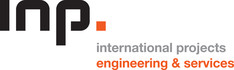 inp.
international projects
engineering & services